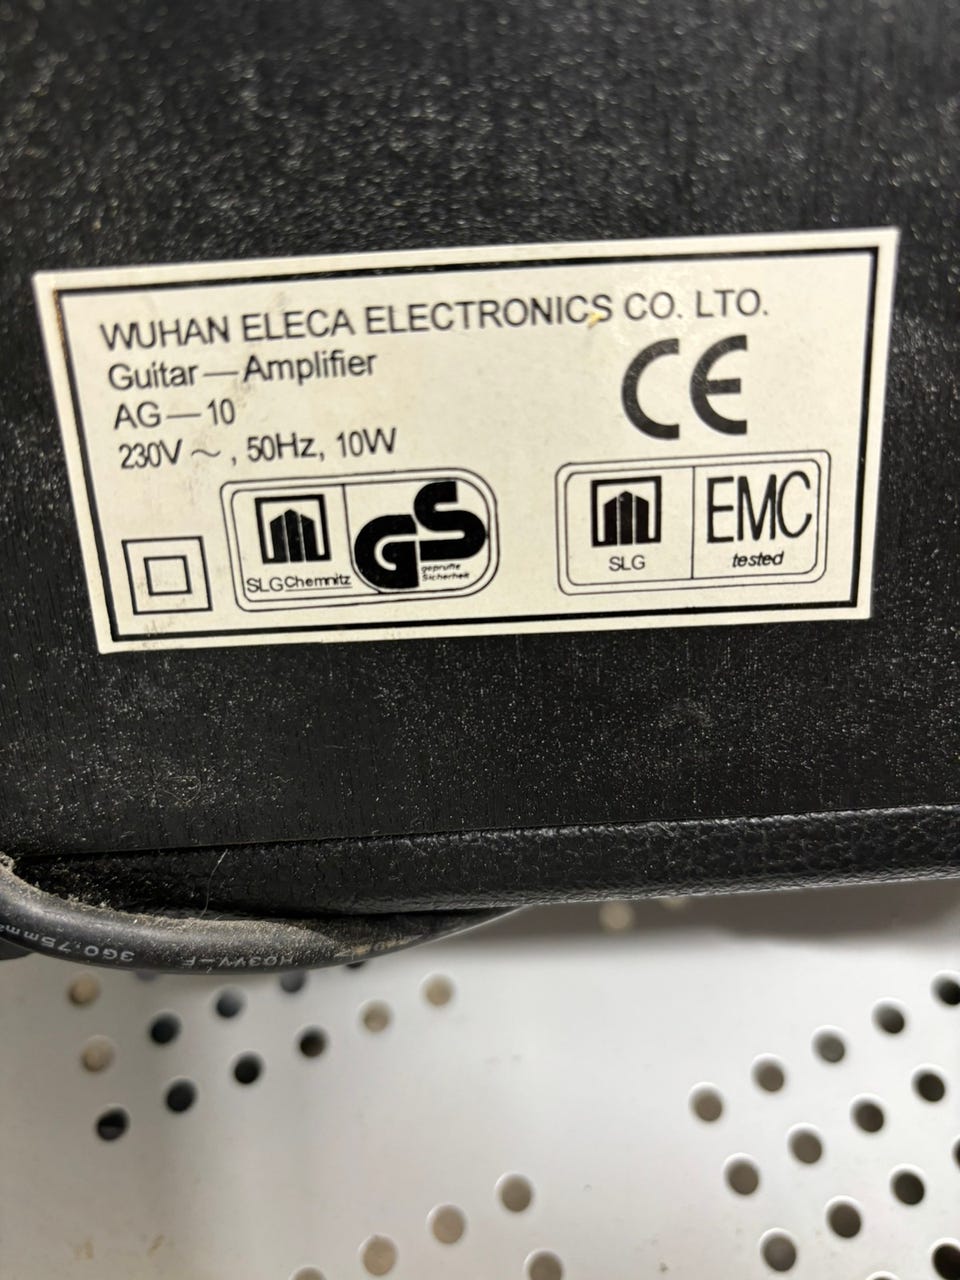 WUHAN ELECA ELECTRONICS CO. LTO.
Guitar—Amplifier
AG—10
230V ~ , 50Hz, 10W
CE
SLG Chemnitz
GS
geprüfte
Sicherheit
SLG
EMC
tested
3G0.75mm² H03VV-F